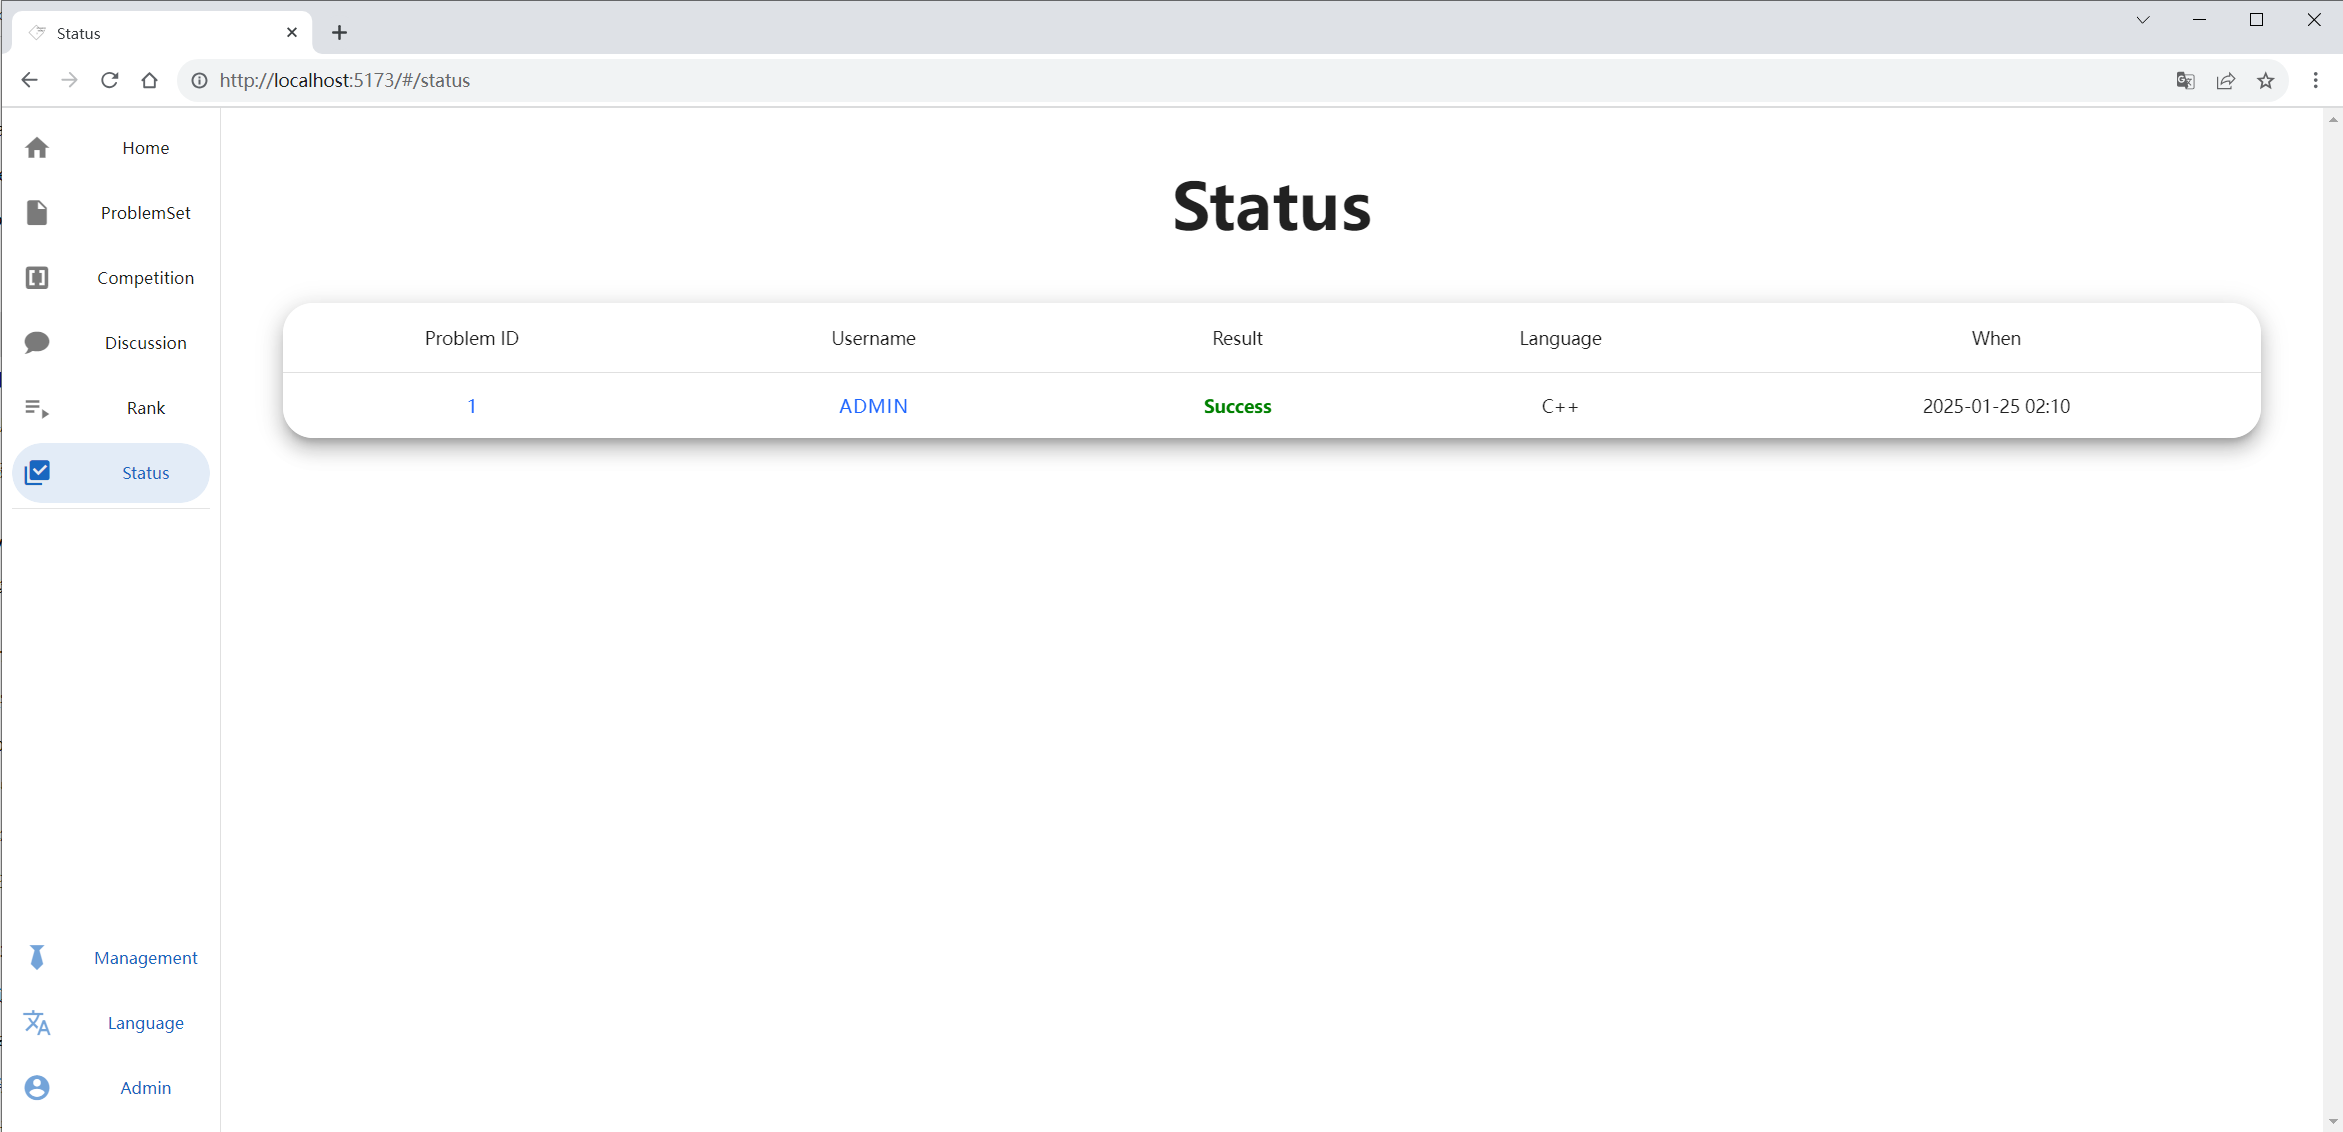 Status
http://localhost:5173/#/status
Home
ProblemSet
Competition
Discussion
Rank
Status
Management
Language
Admin
Status
Problem ID Username Result Language When
1 ADMIN Success C++ 2025-01-25 02:10